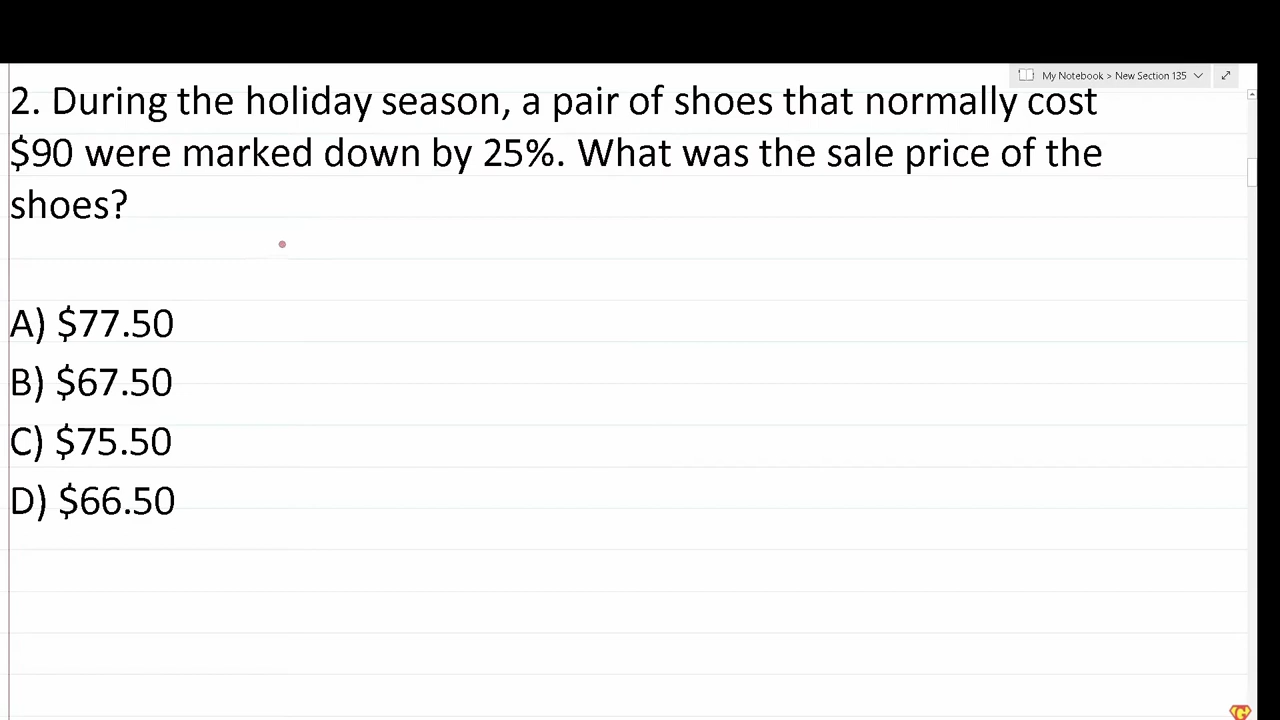 My Notebook > New Section 135
2. During the holiday season, a pair of shoes that normally cost
$90 were marked down by 25%. What was the sale price of the
shoes?
A) $77.50
B) $67.50
C) $75.50
D) $66.50